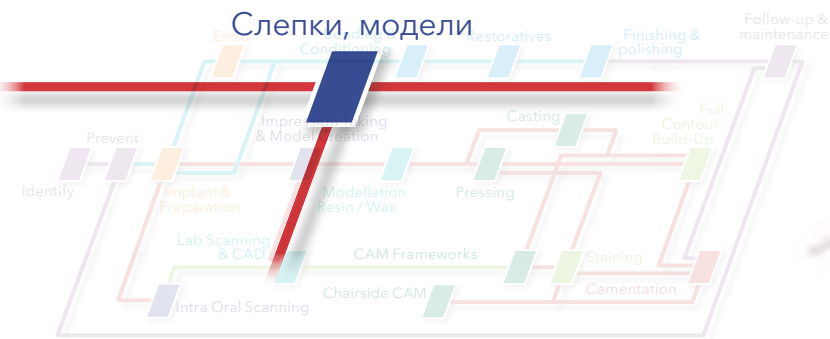 Слепки, модели
Follow-up &
maintenance
Endo
Bonding &
Conditioning
Restoratives
Finishing &
polishing
Prevent
Impression Taking
& Model Creation
Casting
Full
Contour
Build-Up
Identify
Implant &
Preparation
Modellation
Resin / Wax
Pressing
Lab Scanning
& CAD
CAM Frameworks
Staining
Chairside CAM
Cementation
Intra Oral Scanning